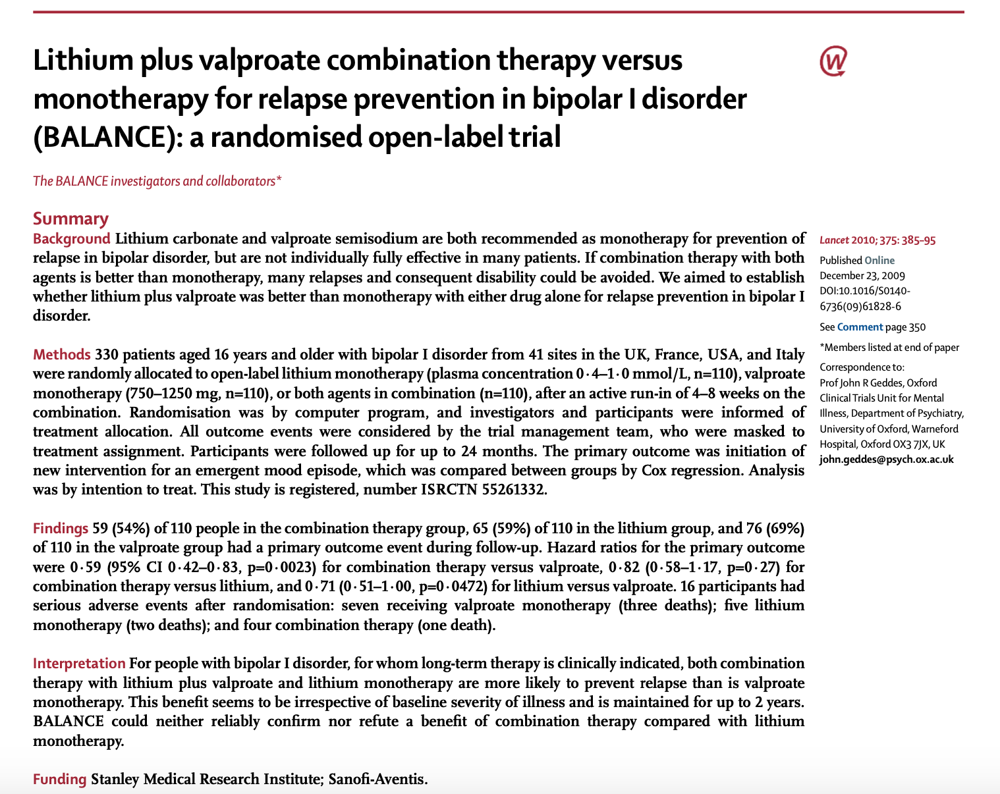 Lithium plus valproate combination therapy versus
monotherapy for relapse prevention in bipolar I disorder
(BALANCE): a randomised open-label trial
The BALANCE investigators and collaborators*
Summary
Background Lithium carbonate and valproate semisodium are both recommended as monotherapy for prevention of
relapse in bipolar disorder, but are not individually fully effective in many patients. If combination therapy with both
agents is better than monotherapy, many relapses and consequent disability could be avoided. We aimed to establish
whether lithium plus valproate was better than monotherapy with either drug alone for relapse prevention in bipolar I
disorder.
Methods 330 patients aged 16 years and older with bipolar I disorder from 41 sites in the UK, France, USA, and Italy
were randomly allocated to open-label lithium monotherapy (plasma concentration 0·4–1·0 mmol/L, n=110), valproate
monotherapy (750–1250 mg, n=110), or both agents in combination (n=110), after an active run-in of 4–8 weeks on the
combination. Randomisation was by computer program, and investigators and participants were informed of
treatment allocation. All outcome events were considered by the trial management team, who were masked to
treatment assignment. Participants were followed up for up to 24 months. The primary outcome was initiation of
new intervention for an emergent mood episode, which was compared between groups by Cox regression. Analysis
was by intention to treat. This study is registered, number ISRCTN 55261332.
Findings 59 (54%) of 110 people in the combination therapy group, 65 (59%) of 110 in the lithium group, and 76 (69%)
of 110 in the valproate group had a primary outcome event during follow-up. Hazard ratios for the primary outcome
were 0·59 (95% CI 0·42–0·83, p=0·0023) for combination therapy versus valproate, 0·82 (0·58–1·17, p=0·27) for
combination therapy versus lithium, and 0·71 (0·51–1·00, p=0·0472) for lithium versus valproate. 16 participants had
serious adverse events after randomisation: seven receiving valproate monotherapy (three deaths); five lithium
monotherapy (two deaths); and four combination therapy (one death).
Interpretation For people with bipolar I disorder, for whom long-term therapy is clinically indicated, both combination
therapy with lithium plus valproate and lithium monotherapy are more likely to prevent relapse than is valproate
monotherapy. This benefit seems to be irrespective of baseline severity of illness and is maintained for up to 2 years.
BALANCE could neither reliably confirm nor refute a benefit of combination therapy compared with lithium
monotherapy.
Funding Stanley Medical Research Institute; Sanofi-Aventis.
W
Lancet 2010; 375: 385–95
Published Online
December 23, 2009
DOI:10.1016/S0140-
6736(09)61828-6
See Comment page 350
*Members listed at end of paper
Correspondence to:
Prof John R Geddes, Oxford
Clinical Trials Unit for Mental
Illness, Department of Psychiatry,
University of Oxford, Warneford
Hospital, Oxford OX3 7JX, UK
john.geddes@psych.ox.ac.uk